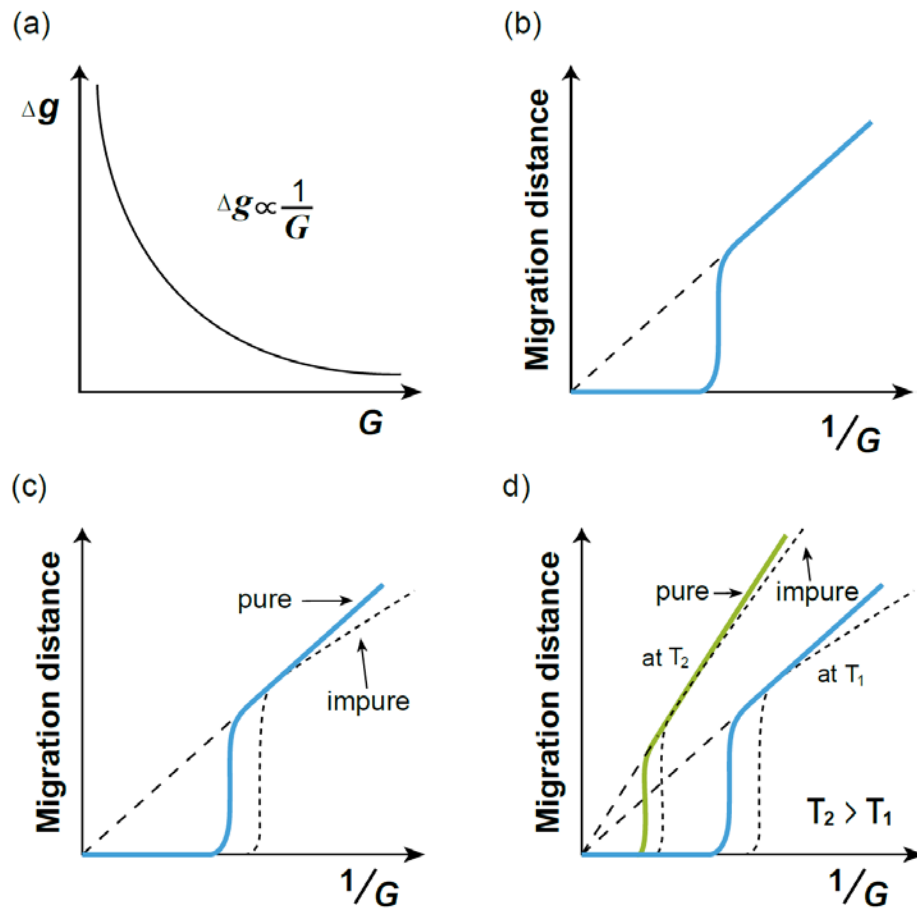 (a)
Δg
Δg ∝ 1/G
G
(b)
Migration distance
1/G
(c)
Migration distance
pure
impure
1/G
d)
Migration distance
pure
impure
at T₂
at T₁
T₂ > T₁
1/G